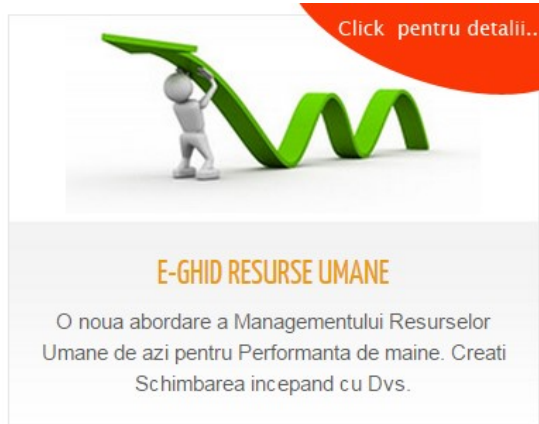 Click pentru detalii..
E-GHID RESURSE UMANE
O noua abordare a Managementului Resurselor
Umane de azi pentru Performanta de maine. Creati
Schimbarea incepand cu Dvs.